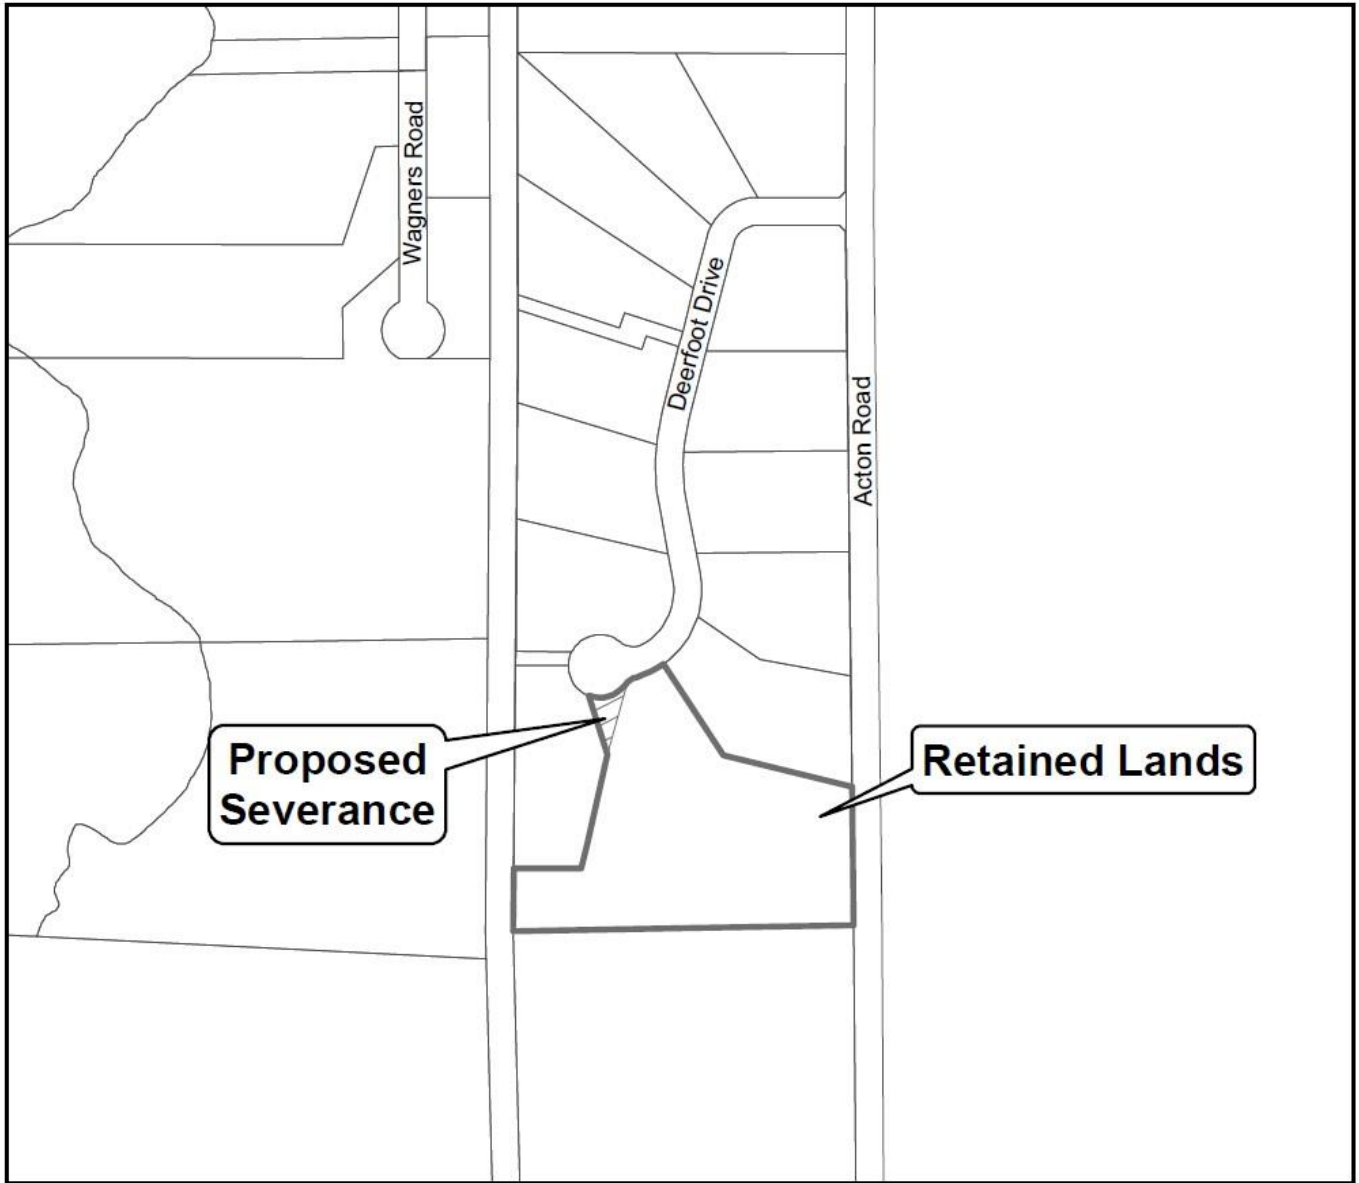 Wagners Road
Deerfoot Drive
Acton Road
Proposed
Severance
Retained Lands